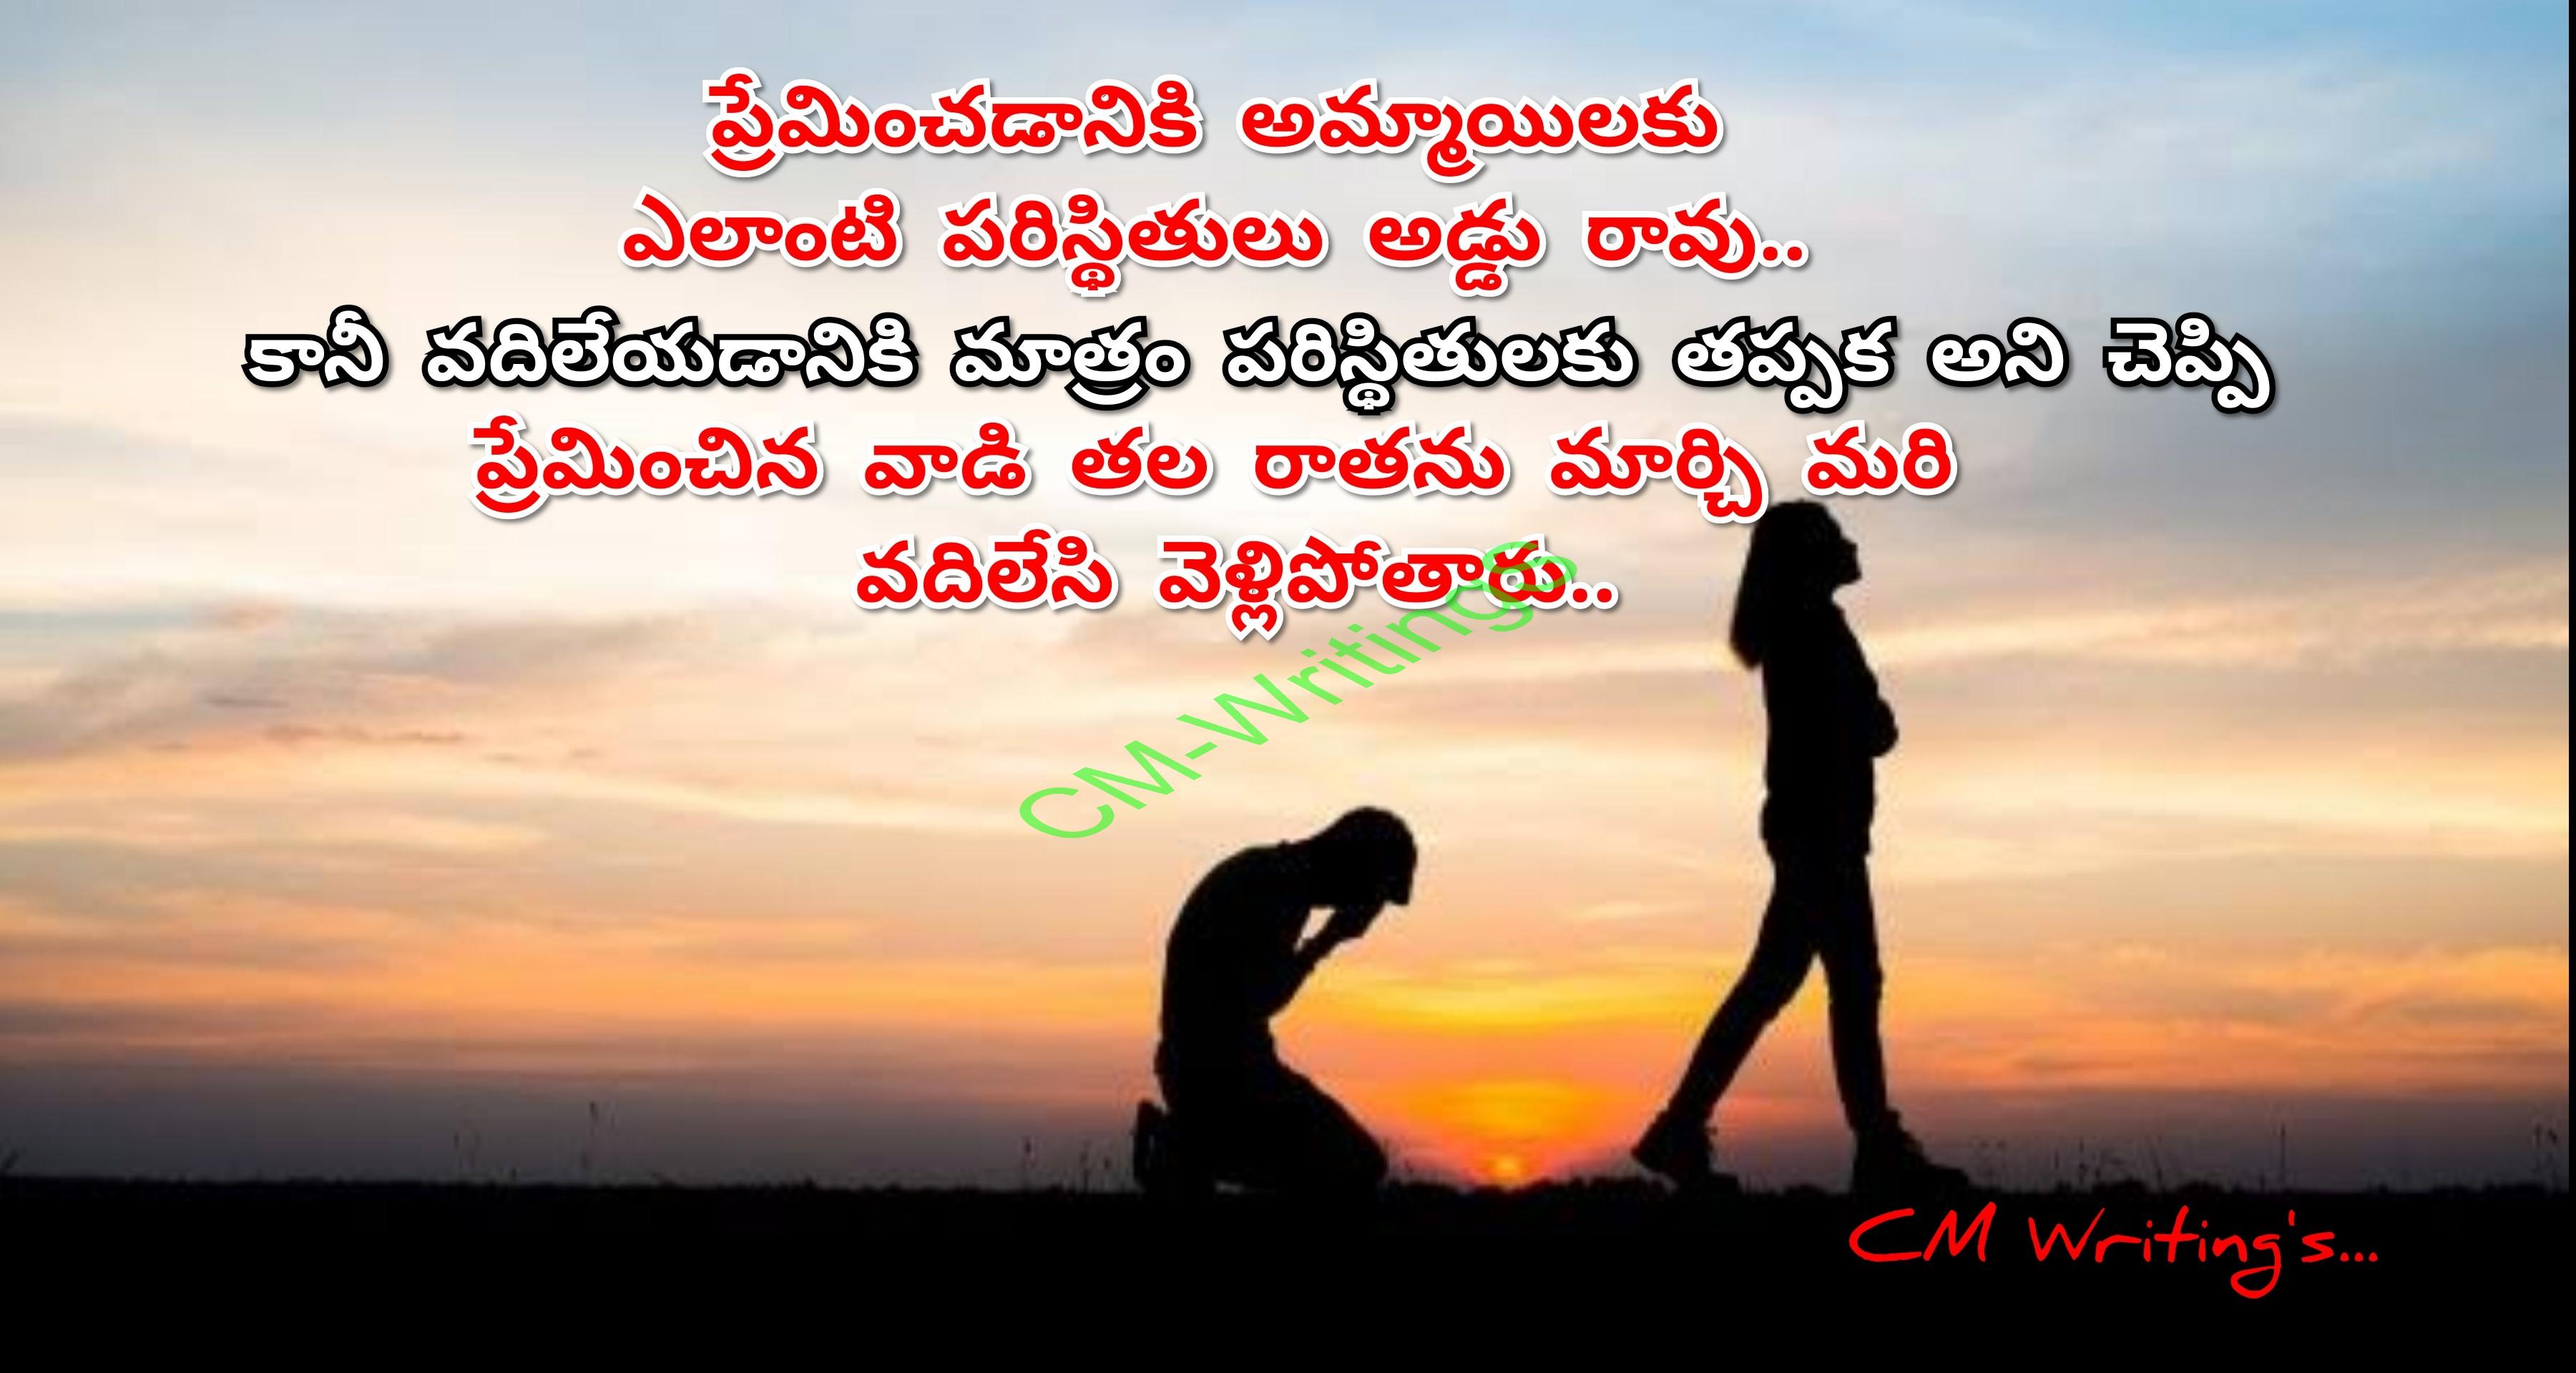 ప్రేమించడానికి అమ్మాయిలకు
ఎలాంటి పరిస్థితులు అడ్డు రావు..
కానీ వదిలేయడానికి మాత్రం పరిస్థితులకు తప్పక అని చెప్పి
ప్రేమించిన వాడి తల రాతను మార్చి మరి
వదిలేసి వెళ్లిపోతారు..
CM-Writings
CM Writing's...